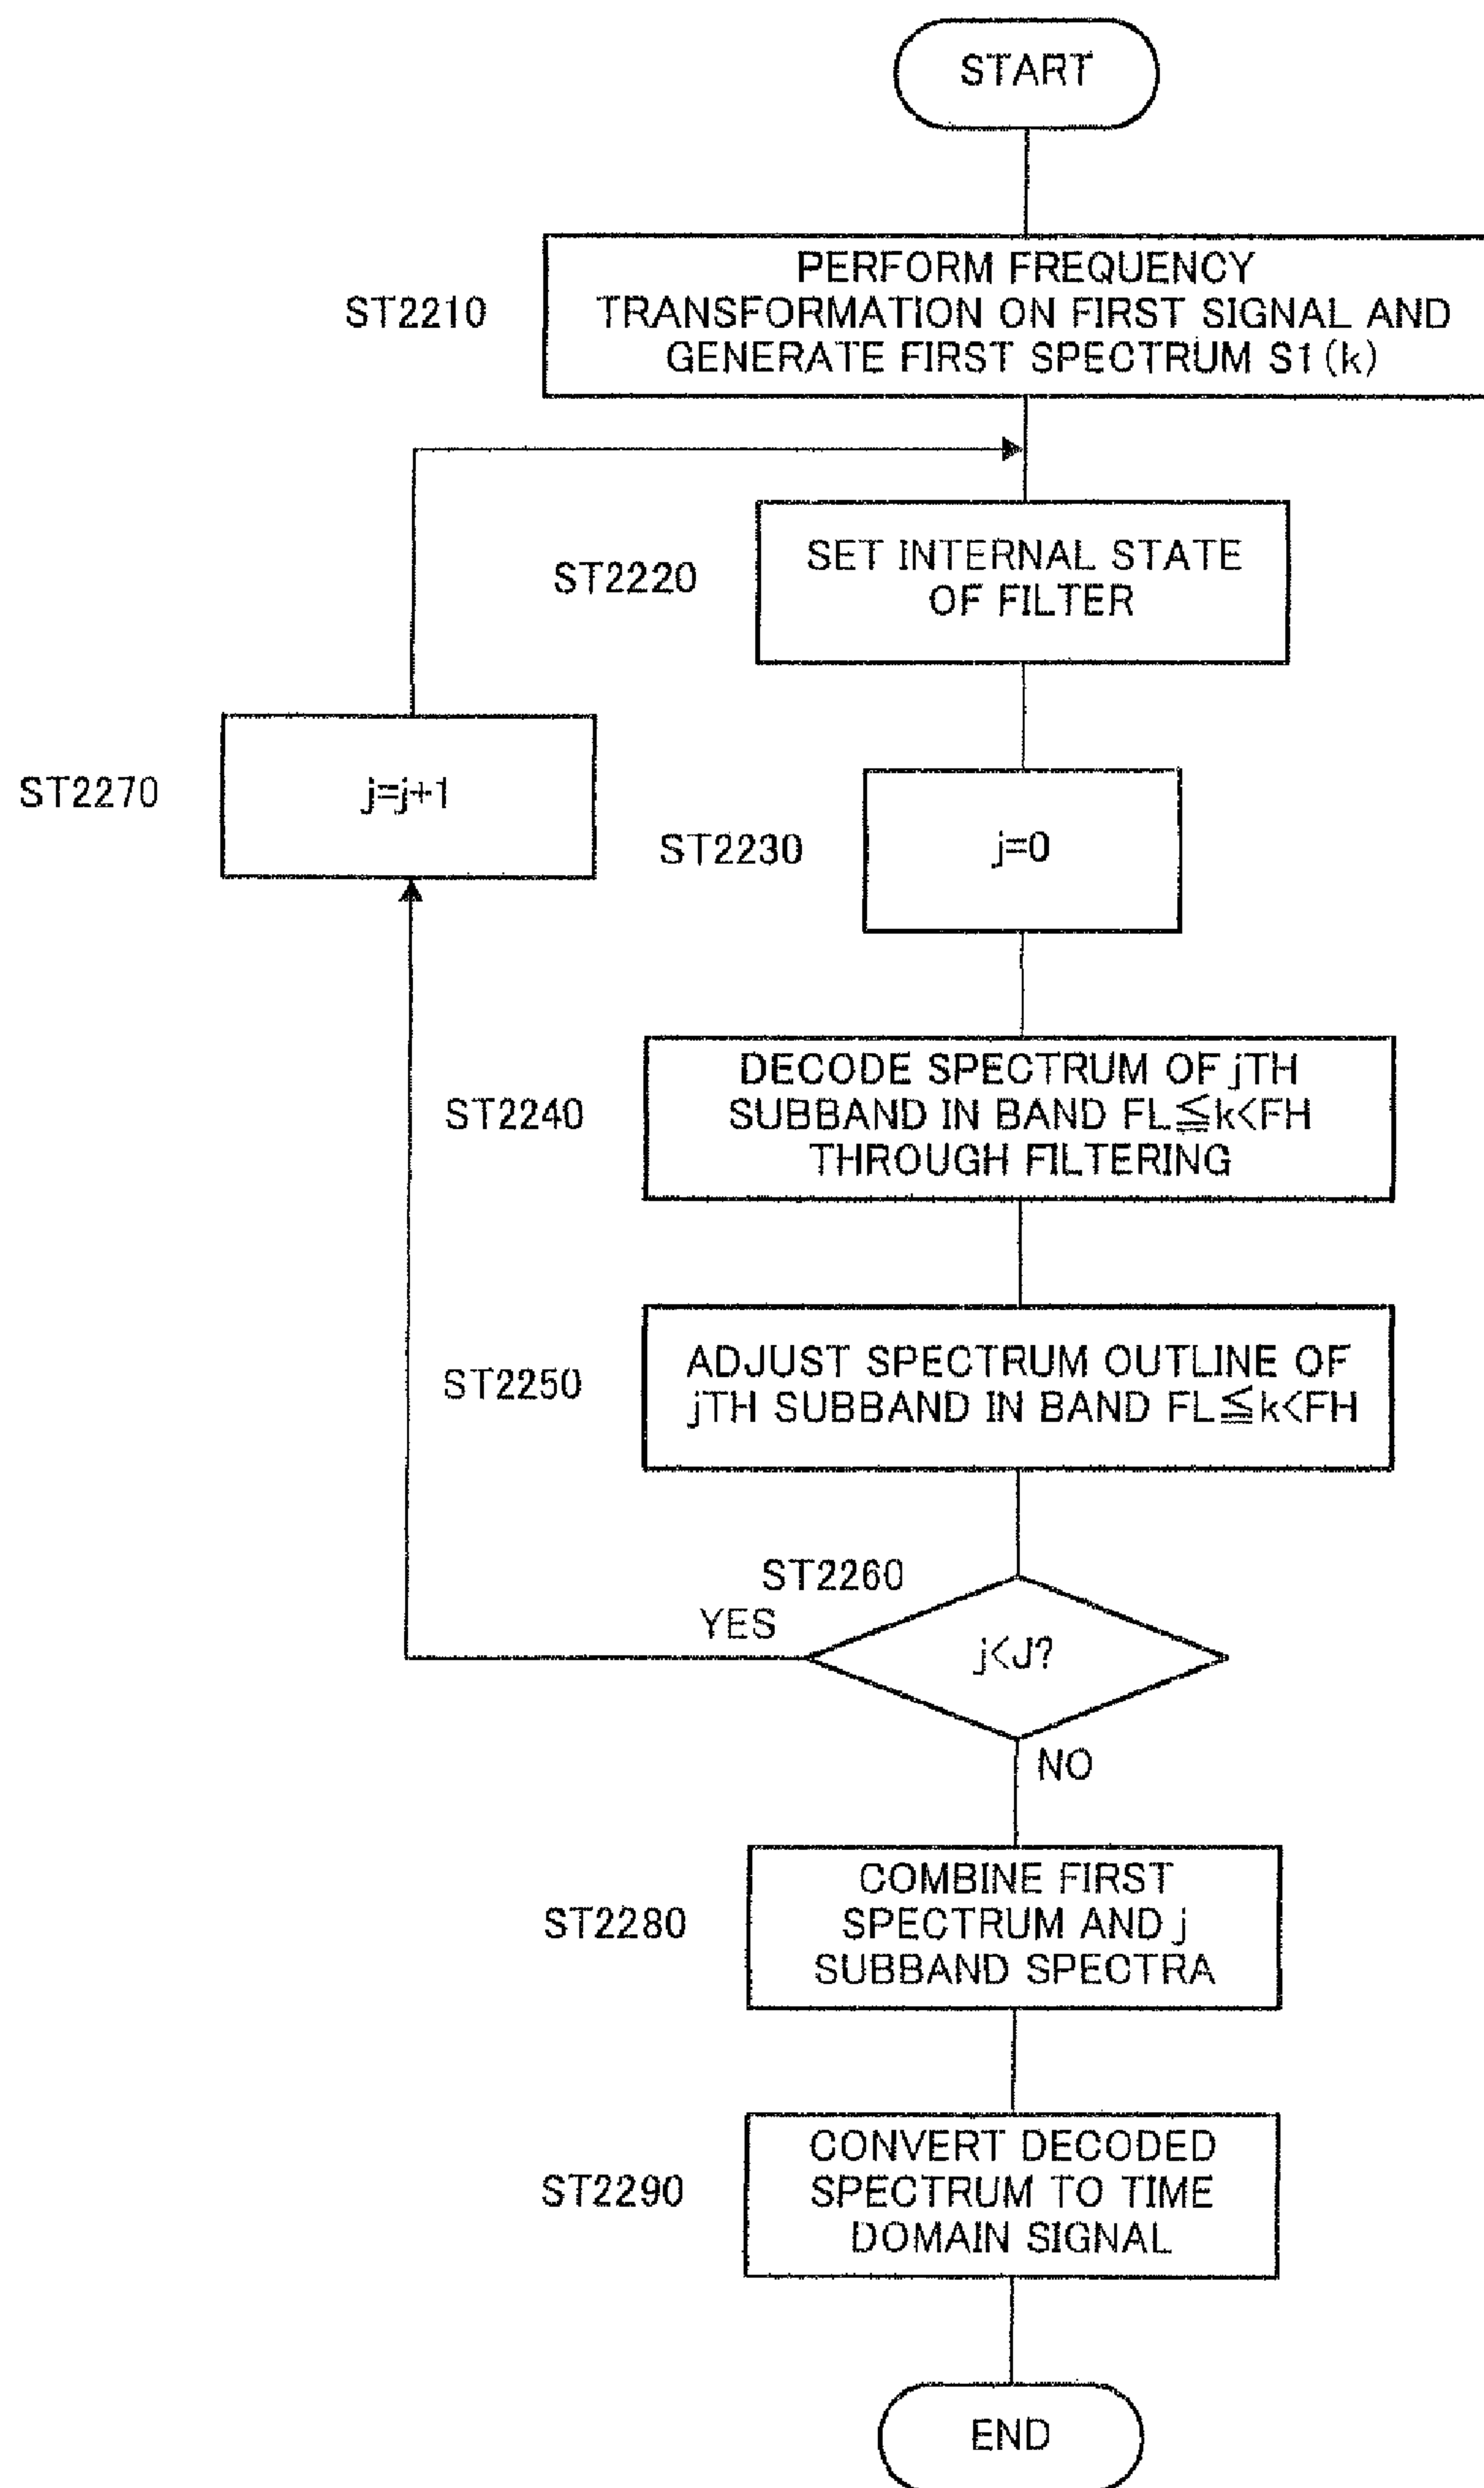 START
ST2210
PERFORM FREQUENCY
TRANSFORMATION ON FIRST SIGNAL AND
GENERATE FIRST SPECTRUM S1(k)
ST2220
SET INTERNAL STATE
OF FILTER
ST2270
j=j+1
ST2230
j=0
ST2240
DECODE SPECTRUM OF jTH
SUBBAND IN BAND FL≦k<FH
THROUGH FILTERING
ST2250
ADJUST SPECTRUM OUTLINE OF
jTH SUBBAND IN BAND FL≦k<FH
ST2260
YES
j<J?
NO
ST2280
COMBINE FIRST
SPECTRUM AND j
SUBBAND SPECTRA
ST2290
CONVERT DECODED
SPECTRUM TO TIME
DOMAIN SIGNAL
END